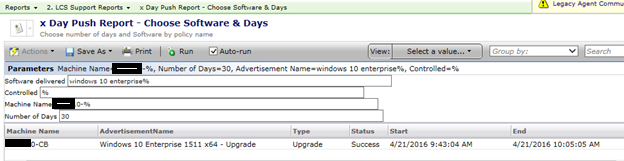 Reports ▾ 2. LCS Support Reports ▾ x Day Push Report - Choose Software & Days
Legacy Agent Commu
x Day Push Report - Choose Software & Days
Choose number of days and Software by policy name
Actions Save As Print Run Auto-run View: Select a value... Group by: Search
Parameters Machine Name= -%, Number of Days=30, Advertisement Name=windows 10 enterprise%, Controlled=%
Software delivered windows 10 enterprise%
Controlled %
Machine Name 0-%
Number of Days 30
Machine Name AdvertisementName Type Status Start End
0-CB Windows 10 Enterprise 1511 x64 - Upgrade Upgrade Success 4/21/2016 9:43:04 AM 4/21/2016 10:05:05 AM